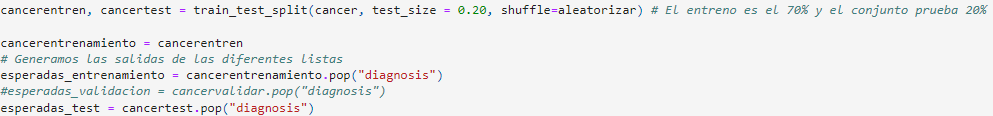 cancerentren, cancertest = train_test_split(cancer, test_size = 0.20, shuffle=aleatorizar) # El entreno es el 70% y el conjunto prueba 20%
cancerentrenamiento = cancerentren
# Generamos las salidas de las diferentes listas
esperadas_entrenamiento = cancerentrenamiento.pop("diagnosis")
#esperadas_validacion = cancervalidar.pop("diagnosis")
esperadas_test = cancertest.pop("diagnosis")